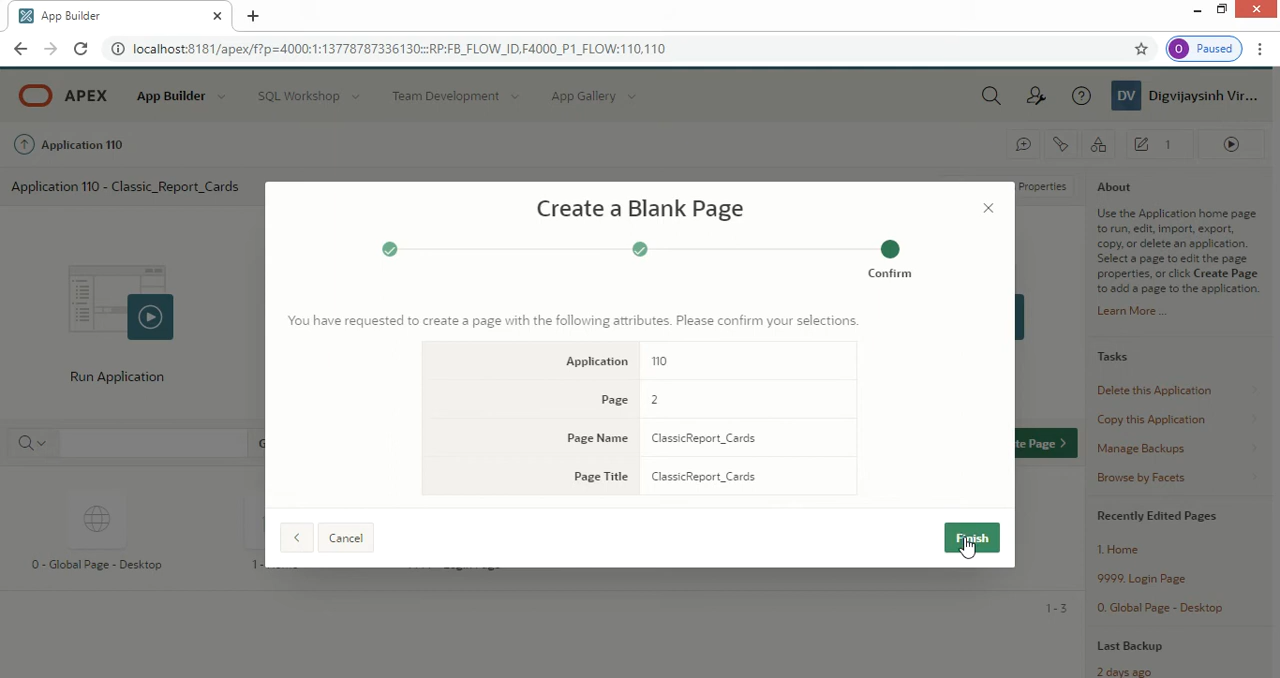 App Builder
localhost:8181/apex/f?p=4000:1:13778787336130:::RP:FB_FLOW_ID,F4000_P1_FLOW:110,110
O Paused
APEX App Builder SQL Workshop Team Development App Gallery DV Digvijaysinh Vir...
Application 110 1
Application 110 - Classic_Report_Cards Properties
Create a Blank Page
Confirm
You have requested to create a page with the following attributes. Please confirm your selections.
Application 110
Page 2
Page Name ClassicReport_Cards
Page Title ClassicReport_Cards
Cancel
Finish
Run Application
te Page >
0 - Global Page - Desktop
1 - 3
About
Use the Application home page
to run, edit, import, export,
copy, or delete an application.
Select a page to edit the page
properties, or click Create Page
to add a page to the application.
Learn More ...
Tasks
Delete this Application
Copy this Application
Manage Backups
Browse by Facets
Recently Edited Pages
1. Home
9999. Login Page
0. Global Page - Desktop
Last Backup
2 days ago